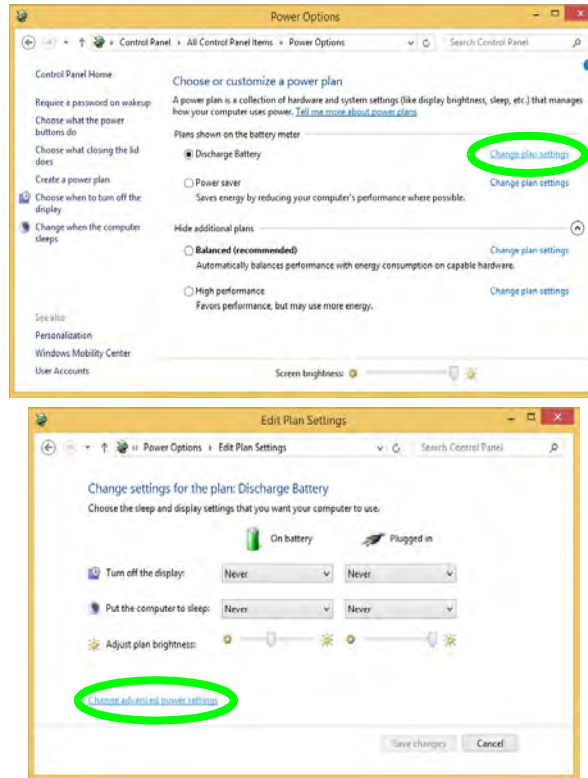 Power Options
Control Panel › All Control Panel Items › Power Options
Search Control Panel
Control Panel Home
Require a password on wakeup
Choose what the power
buttons do
Choose what closing the lid
does
Create a power plan
Choose when to turn off the
display
Change when the computer
sleeps
See also
Personalization
Windows Mobility Center
User Accounts
Choose or customize a power plan
A power plan is a collection of hardware and system settings (like display brightness, sleep, etc.) that manages
how your computer uses power. Tell me more about power plans
Plans shown on the battery meter
Discharge Battery Change plan settings
Power saver Change plan settings
Saves energy by reducing your computer's performance where possible.
Hide additional plans
Balanced (recommended) Change plan settings
Automatically balances performance with energy consumption on capable hardware.
High performance Change plan settings
Favors performance, but may use more energy.
Screen brightness:
Edit Plan Settings
« Power Options › Edit Plan Settings
Search Control Panel
Change settings for the plan: Discharge Battery
Choose the sleep and display settings that you want your computer to use.
On battery Plugged in
Turn off the display: Never Never
Put the computer to sleep: Never Never
Adjust plan brightness:
Change advanced power settings
Save changes Cancel